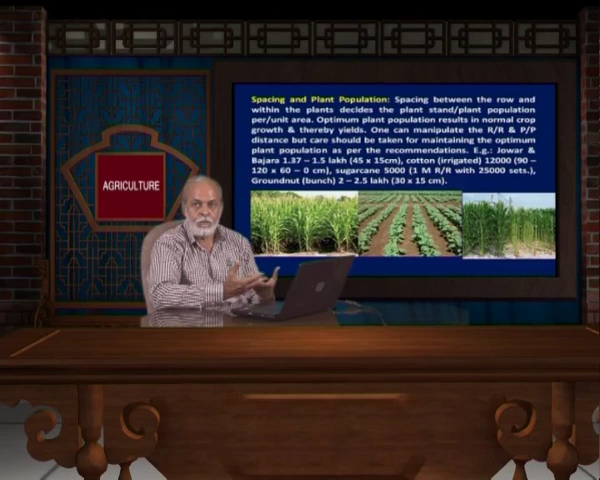 Spacing and Plant Population: Spacing between the row and
within the plants decides the plant stand/plant population
per/unit area. Optimum plant population results in normal crop
growth & thereby yields. One can manipulate the R/R & P/P
distance but care should be taken for maintaining the optimum
plant population as per the recommendations. E.g.: Jowar &
Bajara 1.37 – 1.5 lakh (45 x 15cm), cotton (irrigated) 12000 (90 –
120 x 60 – 0 cm), sugarcane 5000 (1 M R/R with 25000 sets.),
Groundnut (bunch) 2 – 2.5 lakh (30 x 15 cm).
AGRICULTURE